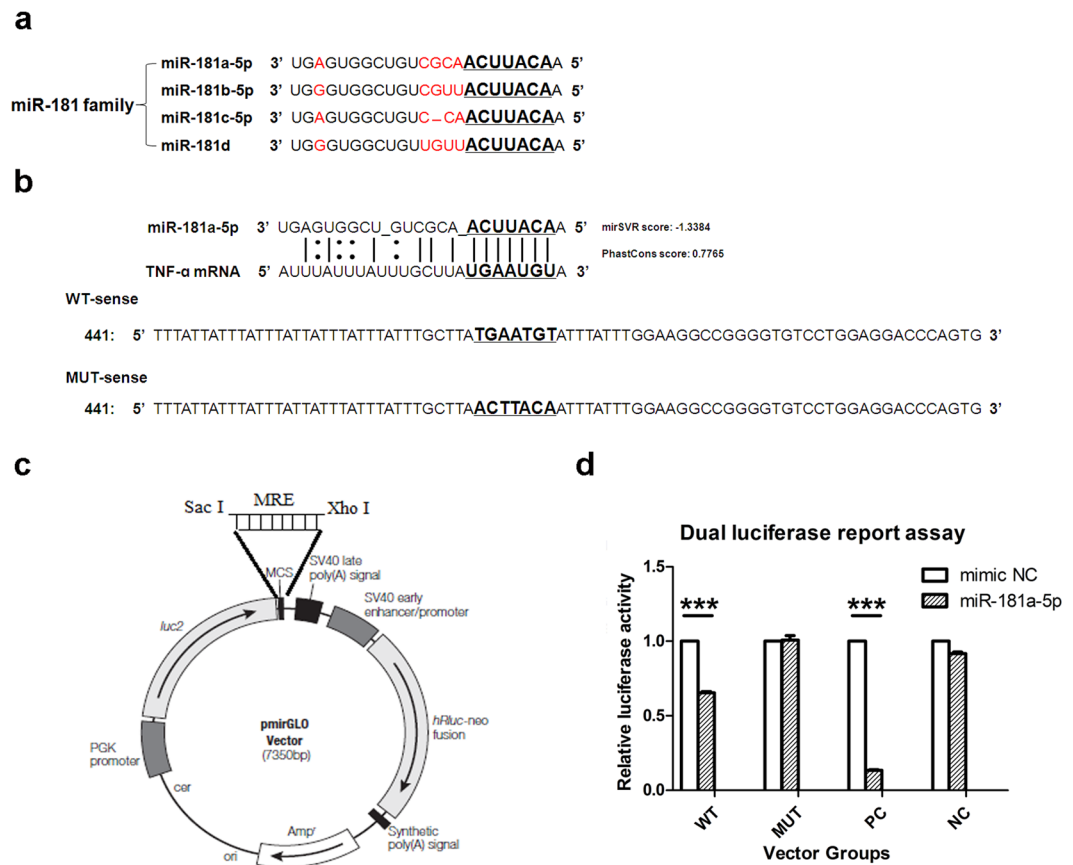 a
miR-181 family
miR-181a-5p 3’ UGAGUGGCUGUCGCAACUUACAA 5’
miR-181b-5p 3’ UGGGUGGCUGUCGUUACUUACAA 5’
miR-181c-5p 3’ UGAGUGGCUGUC–CAACUUACAA 5’
miR-181d 3’ UGGGUGGCUGUUGUUACUUACAA 5’
b
miR-181a-5p 3’ UGAGUGGCU_GUCGCA_ACUUACAA 5’ mirSVR score: -1.3384
PhastCons score: 0.7765
TNF-α mRNA 5’ AUUUAUUUAUUUGCUUAUGAAUGUA 3’
WT-sense
441: 5’ TTTATTATTTATTTATTATTTATTTATTTGCTTATGAATGTATTTATTTGGAAGGCCGGGGTGTCCTGGAGGACCCAGTG 3’
MUT-sense
441: 5’ TTTATTATTTATTTATTATTTATTTATTTGCTTAACTTACAATTTATTTGGAAGGCCGGGGTGTCCTGGAGGACCCAGTG 3’
c
Sac I MRE Xho I
MCS
SV40 late
poly(A) signal
SV40 early
enhancer/promoter
luc2
pmirGLO
Vector
(7350bp)
hRluc-neo
fusion
PGK
promoter
cer
Synthetic
poly(A) signal
Ampʳ
ori
d
Dual luciferase report assay
mimic NC
miR-181a-5p
Relative luciferase activity
1.5
1.0
0.5
0.0
***
***
WT
MUT
PC
NC
Vector Groups